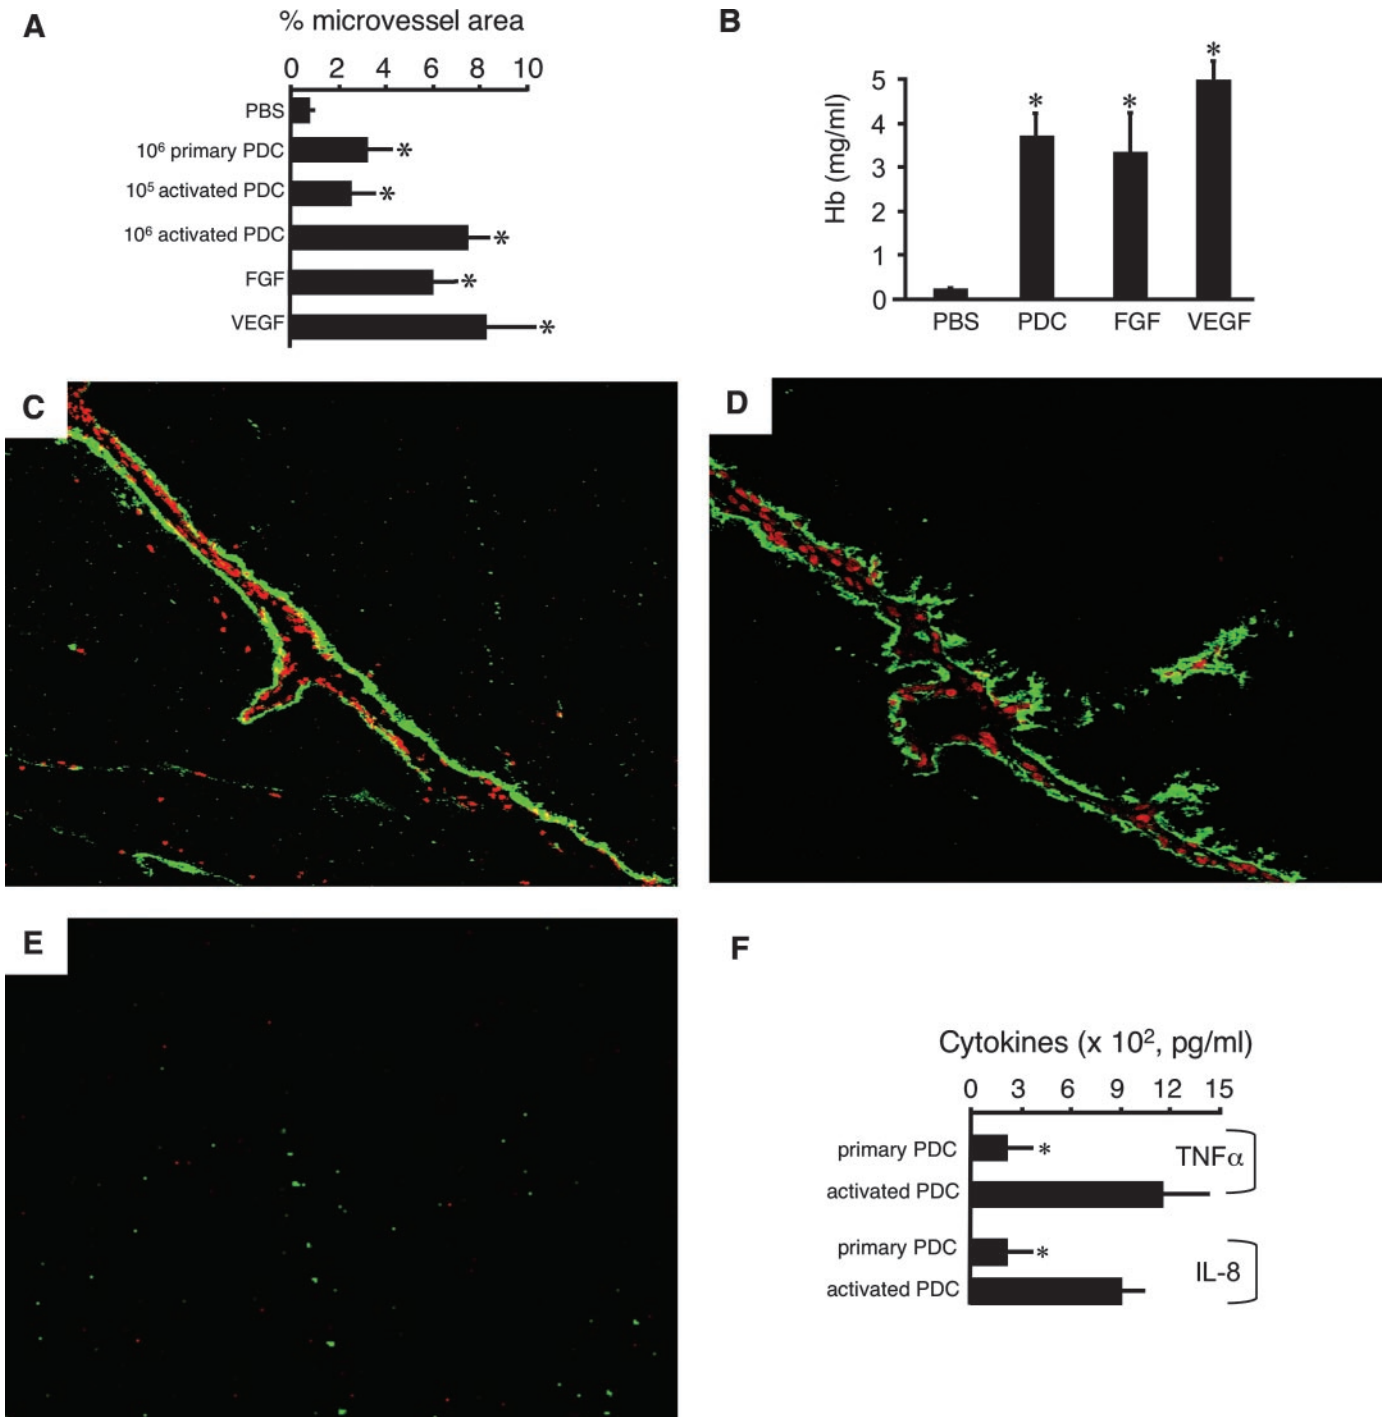 A
% microvessel area
0 2 4 6 8 10
PBS
10⁶ primary PDC
*
10⁵ activated PDC
*
10⁶ activated PDC
*
FGF
*
VEGF
*
B
Hb (mg/ml)
5
4
3
2
1
0
* * *
PBS PDC FGF VEGF
C
D
E
F
Cytokines (x 10², pg/ml)
0 3 6 9 12 15
primary PDC *
TNFα
activated PDC
primary PDC *
IL-8
activated PDC